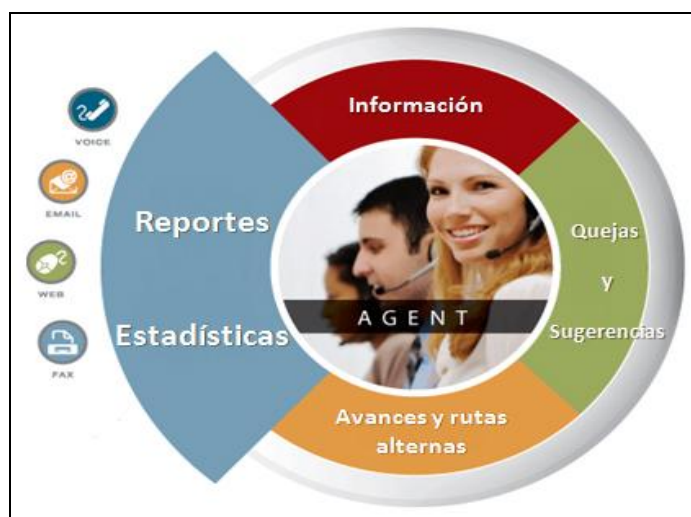 VOICE
EMAIL
WEB
FAX
Reportes
Estadísticas
Información
Quejas
y
Sugerencias
Avances y rutas
alternas
AGENT